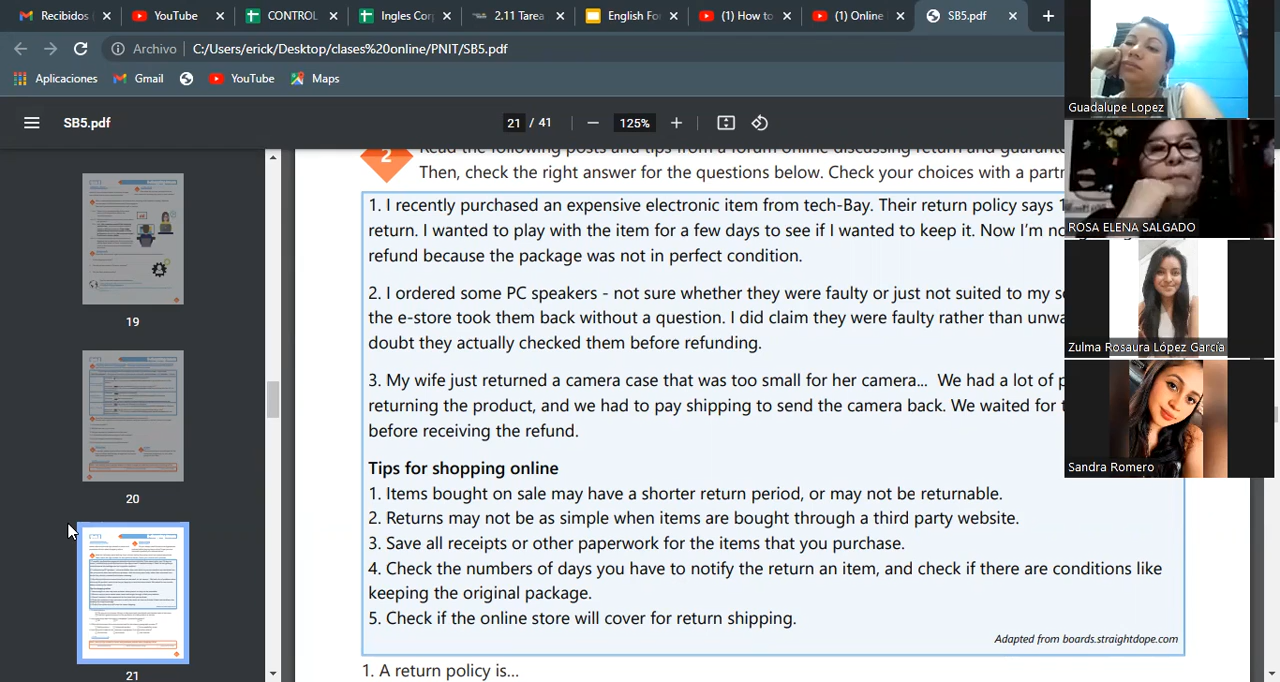 Recibidos
YouTube
CONTROL
Ingles Cor
2.11 Tarea
English Fo
(1) How to
(1) Online
SB5.pdf
Archivo
C:/Users/erick/Desktop/clases%20online/PNIT/SB5.pdf
Aplicaciones
Gmail
YouTube
Maps
SB5.pdf
21 / 41
125%
19
20
21
2
following posts and tips from discussing return and
Then, check the right answer for the questions below. Check your choices with a
1. I recently purchased an expensive electronic item from tech-Bay. Their return policy says
return. I wanted to play with the item for a few days to see if I wanted to keep it. Now I'm
refund because the package was not in perfect condition.
2. I ordered some PC speakers - not sure whether they were faulty or just not suited to my
the e-store took them back without a question. I did claim they were faulty rather than
doubt they actually checked them before refunding.
3. My wife just returned a camera case that was too small for her camera... We had a lot of
returning the product, and we had to pay shipping to send the camera back. We waited for
before receiving the refund.
Tips for shopping online
1. Items bought on sale may have a shorter return period, or may not be returnable.
2. Returns may not be as simple when items are bought through a third party website.
3. Save all receipts or other paperwork for the items that you purchase.
4. Check the number of days you have to notify the return an item, and check if there are conditions like
keeping the original package.
5. Check if the online store will cover for return shipping.
Adapted from boards.straightdope.com
1. A return policy is...
Guadalupe Lopez
ROSA ELENA SALGADO
Zulma Rosaura López García
Sandra Romero